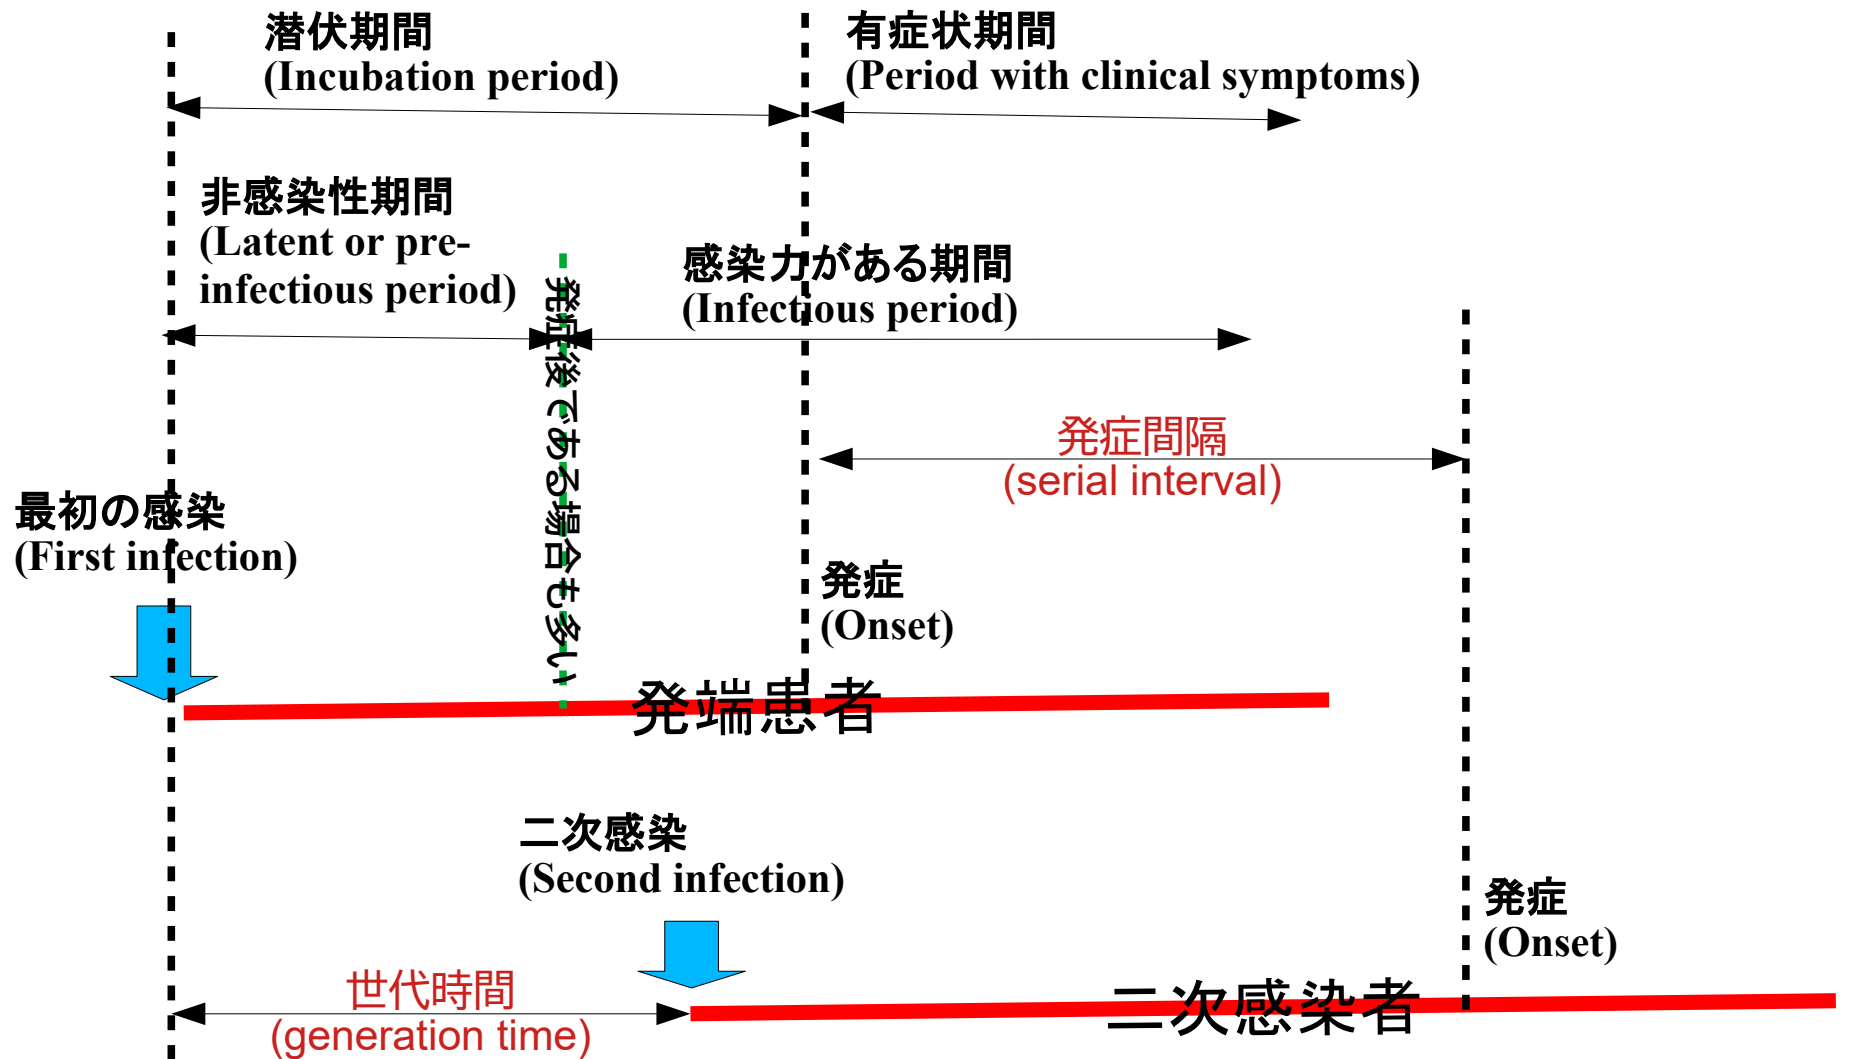 潜伏期間
(Incubation period)
有症状期間
(Period with clinical symptoms)
非感染性期間
(Latent or pre-
infectious period)
感染力がある期間
(Infectious period)
発症後である場合も多い
発症間隔
(serial interval)
最初の感染
(First infection)
発症
(Onset)
発端患者
二次感染
(Second infection)
発症
(Onset)
世代時間
(generation time)
二次感染者